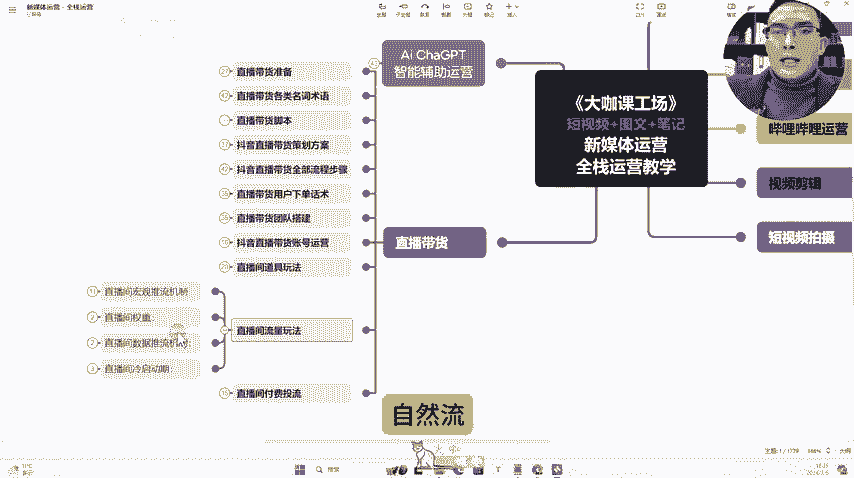 新媒体运营 - 全栈运营
Ai ChaGPT
智能辅助运营
《大咖课工场》
短视频+图文+笔记
新媒体运营
全栈运营教学
哔哩哔哩运营
视频剪辑
短视频拍摄
直播带货
直播带货准备
直播带货各类名词术语
直播带货脚本
抖音直播带货策划方案
抖音直播带货全部流程步骤
直播带货用户下单话术
直播带货团队搭建
抖音直播带货账号运营
直播间道具玩法
直播间流量玩法
直播间宏观推流机制
直播间权重
直播间数据推流机制
直播间冷启动期
直播间付费投流
自然流